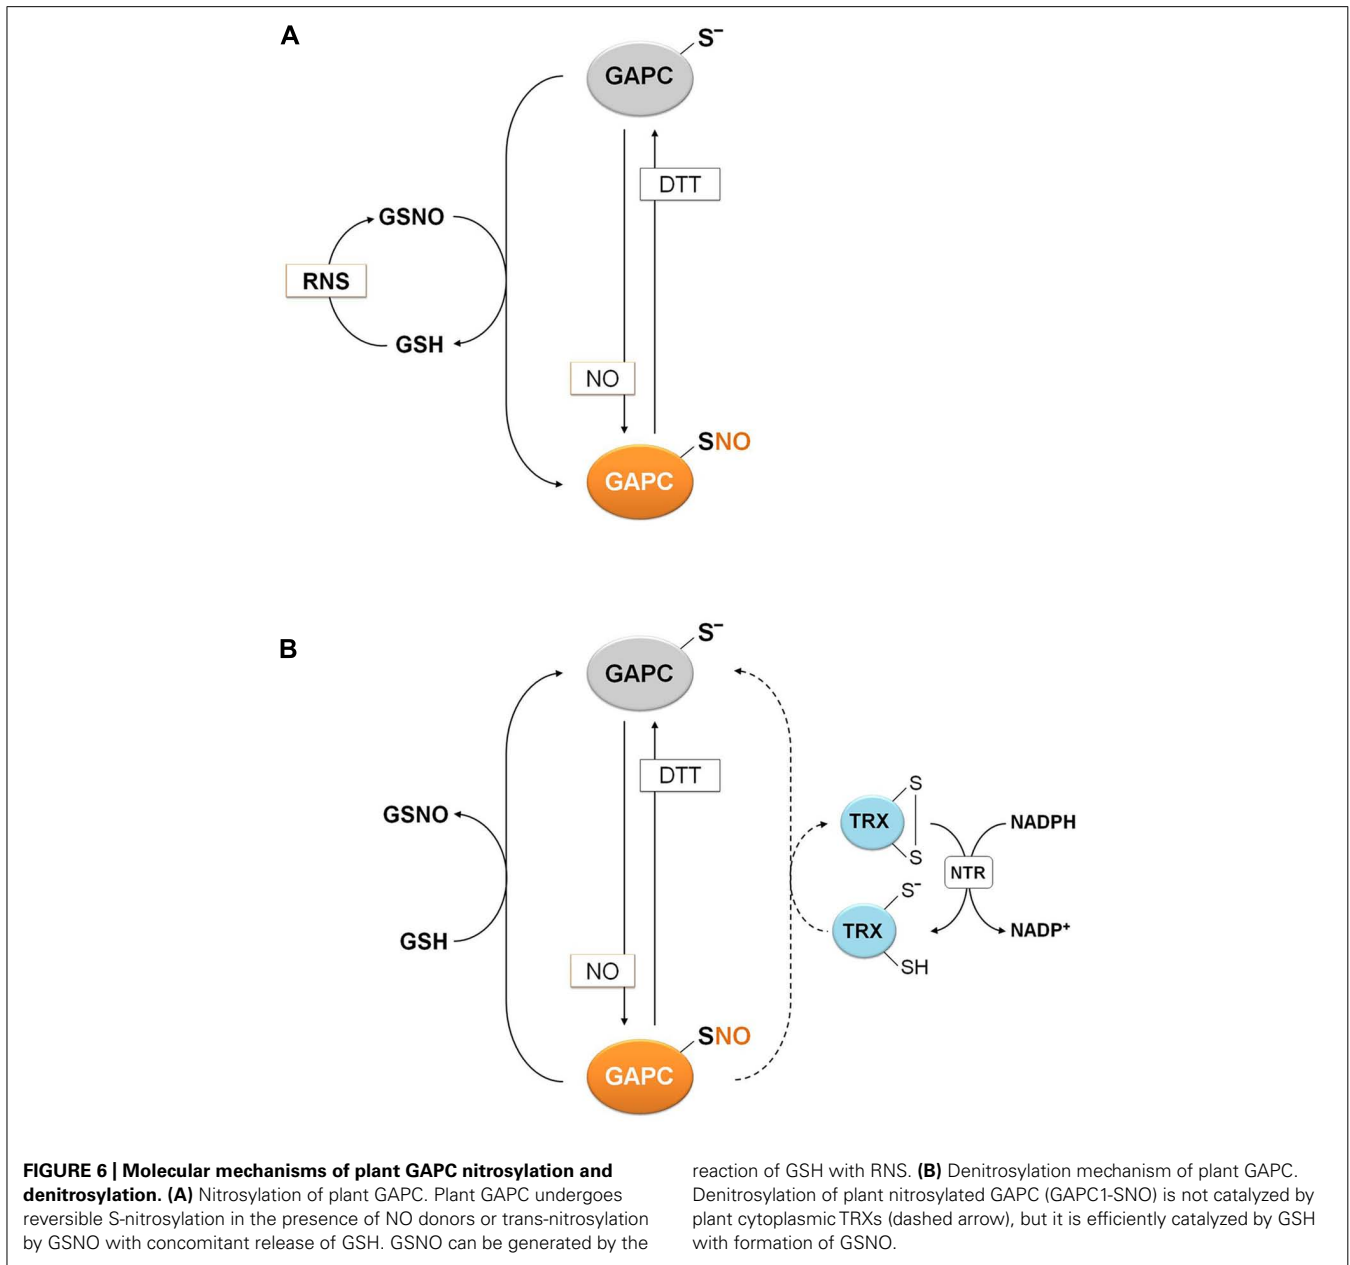 A
S⁻
GAPC
DTT
GSNO
RNS
GSH
NO
SNO
GAPC
B
S⁻
GAPC
DTT
S
TRX
NADPH
GSNO
S
NTR
S⁻
GSH
TRX
NADP⁺
SH
NO
SNO
GAPC
FIGURE 6 | Molecular mechanisms of plant GAPC nitrosylation and
denitrosylation. (A) Nitrosylation of plant GAPC. Plant GAPC undergoes
reversible S-nitrosylation in the presence of NO donors or trans-nitrosylation
by GSNO with concomitant release of GSH. GSNO can be generated by the
reaction of GSH with RNS. (B) Denitrosylation mechanism of plant GAPC.
Denitrosylation of plant nitrosylated GAPC (GAPC1-SNO) is not catalyzed by
plant cytoplasmic TRXs (dashed arrow), but it is efficiently catalyzed by GSH
with formation of GSNO.